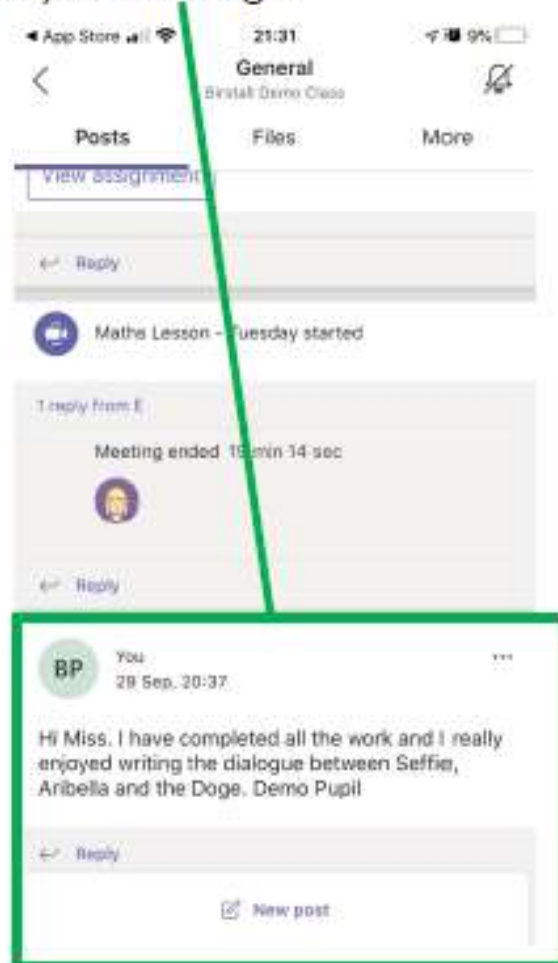 App Store 21:31 9%
General
Birstall Demo Class
Posts Files More
View assignment
Reply
Maths Lesson - Tuesday started
1 reply from E
Meeting ended 19 min 14 sec
Reply
BP You
29 Sep, 20:37
Hi Miss. I have completed all the work and I really
enjoyed writing the dialogue between Seffie,
Aribella and the Doge. Demo Pupil
Reply
New post